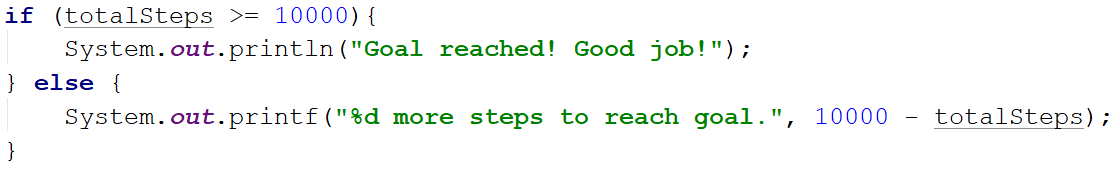 if (totalSteps >= 10000){
    System.out.println("Goal reached! Good job!");
} else {
    System.out.printf("%d more steps to reach goal.", 10000 - totalSteps);
}